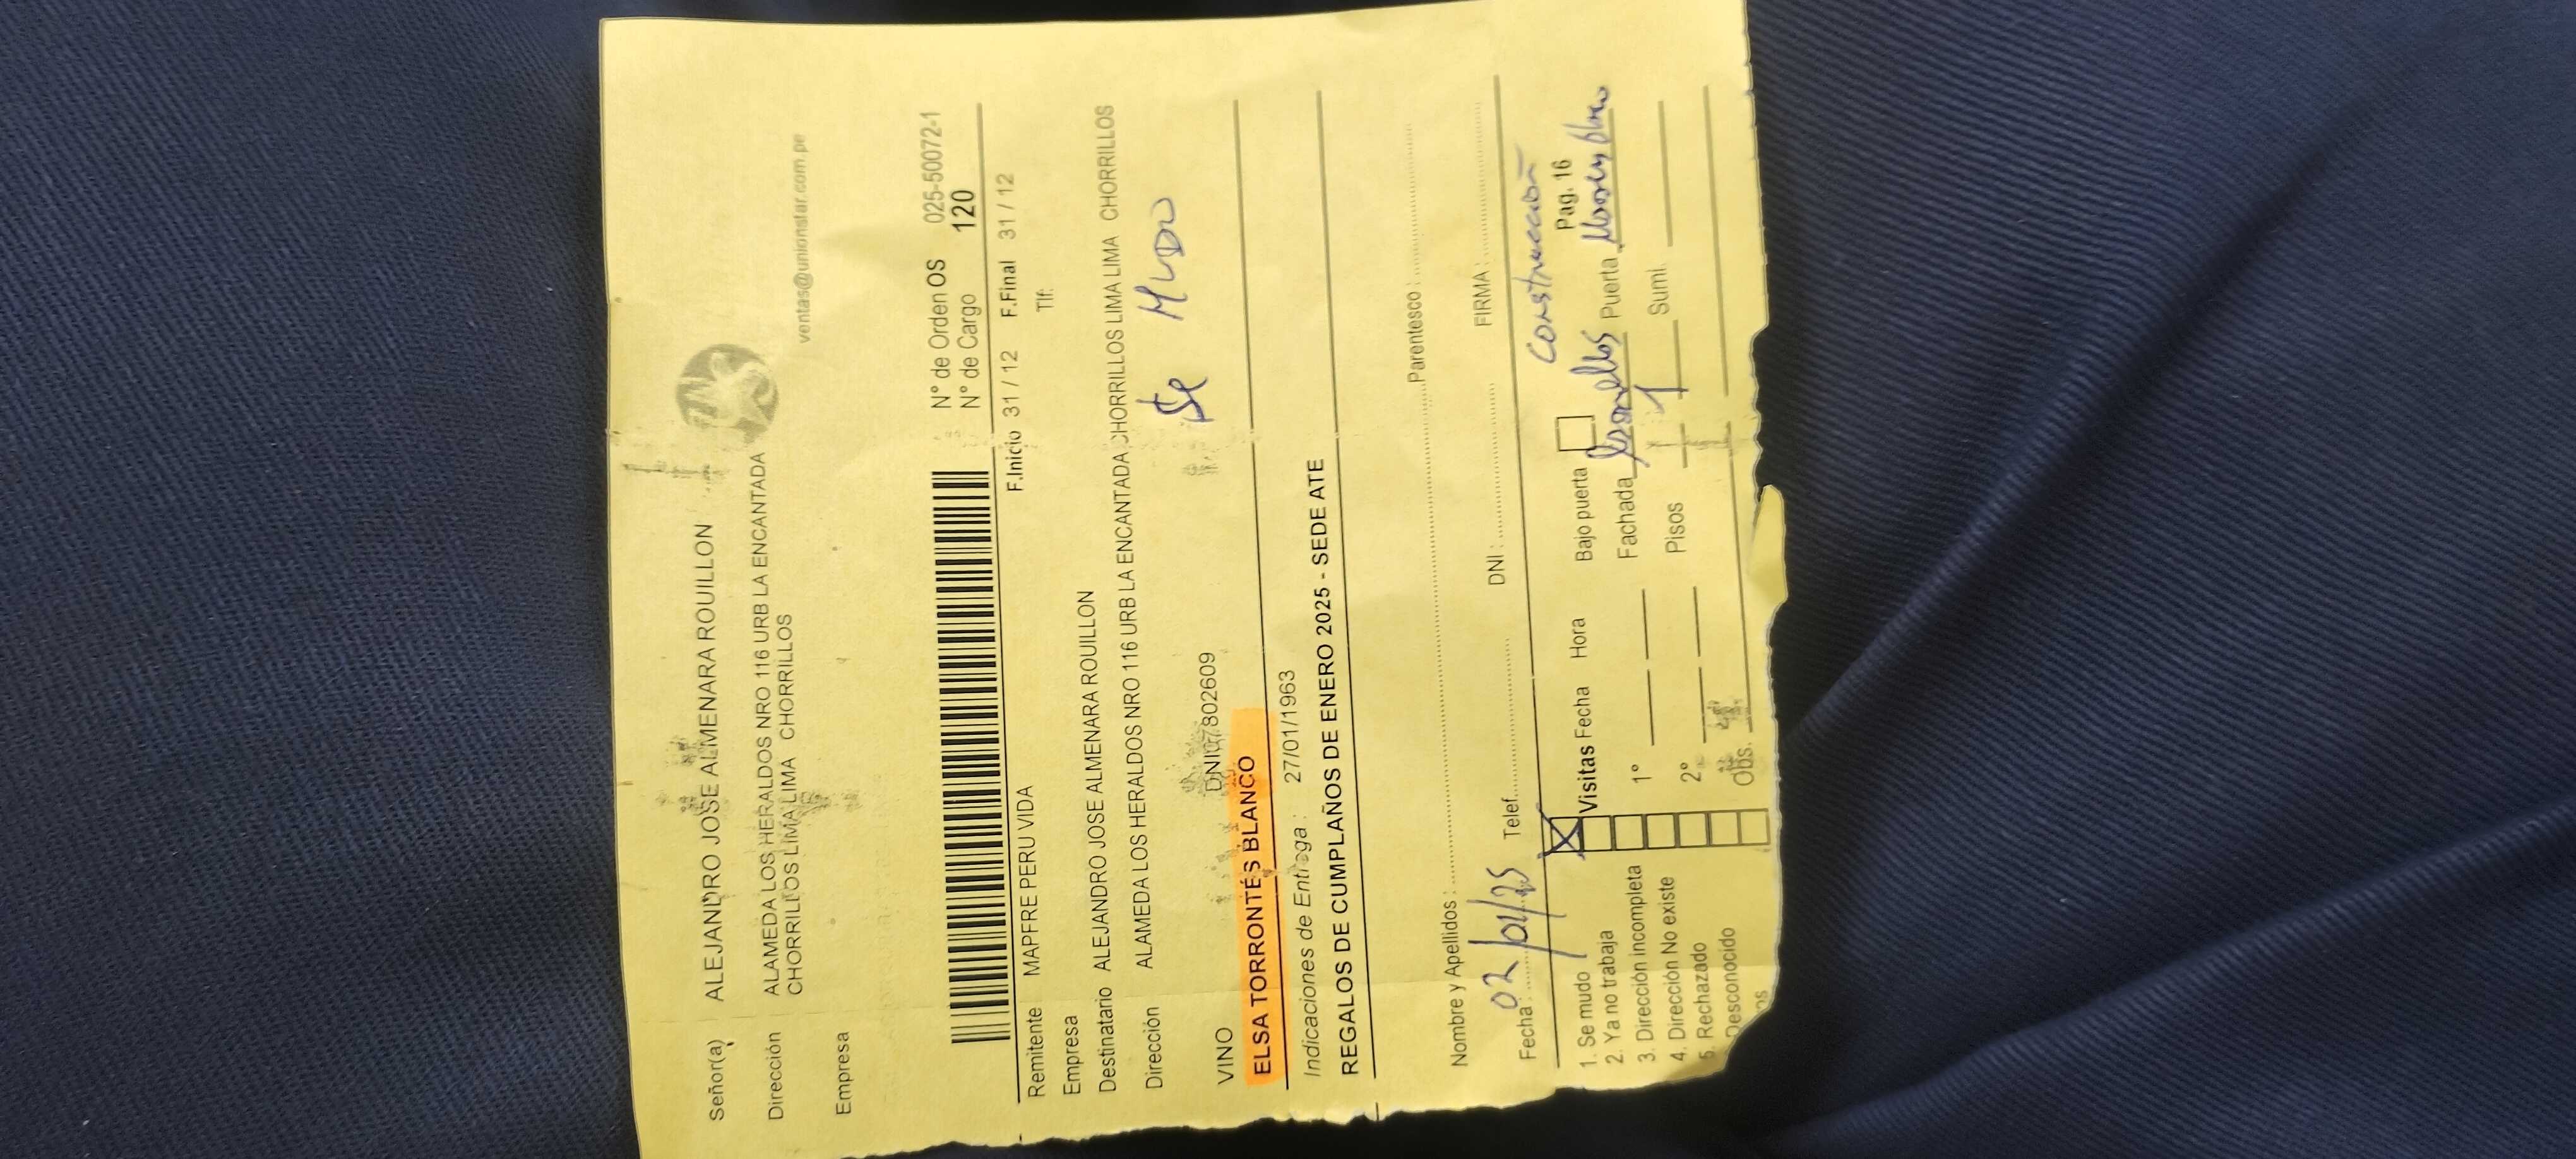 Señor(a) ALEJANDRO JOSE ALMENARA ROUILLON
Dirección ALAMEDA LOS HERALDOS NRO 116 URB LA ENCANTADA
CHORRILLOS LIMA LIMA CHORRILLOS
ventas@unionstar.com.pe
Empresa
N° de Orden OS 025-50072-1
N° de Cargo 120
F.Inicio 31 / 12 F.Final 31 / 12
Remitente MAPFRE PERU VIDA Tlf:
Empresa
Destinatario ALEJANDRO JOSE ALMENARA ROUILLON
Dirección ALAMEDA LOS HERALDOS NRO 116 URB LA ENCANTADA CHORRILLOS LIMA LIMA CHORRILLOS
Se MUDO
VINO DNI07802609
ELSA TORRONTÉS BLANCO
Indicaciones de Entrega : 27/01/1963
REGALOS DE CUMPLAÑOS DE ENERO 2025 - SEDE ATE
Nombre y Apellidos : Parentesco :
Fecha : 02/01/25 Telef. DNI : FIRMA :
Construcción
1. Se mudo X Visitas Fecha Hora Bajo puerta Pag. 16
2. Ya no trabaja
3. Dirección incompleta 1° Fachada Puerta
4. Dirección No existe
5. Rechazado 2° Pisos 1 Sumi.
Desconocido
Obs.